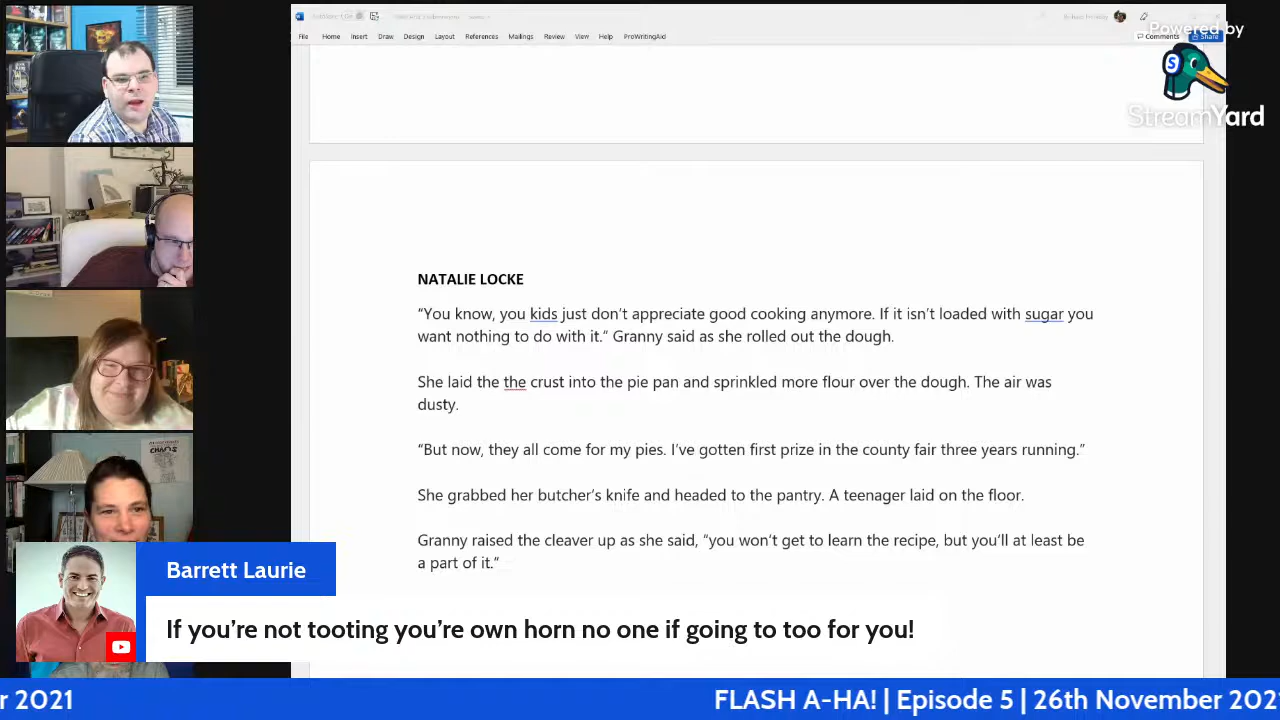 File Home Insert Draw Design Layout References Mailings Review View Help ProWritingAid
Comments Share
Powered by
StreamYard
NATALIE LOCKE
“You know, you kids just don’t appreciate good cooking anymore. If it isn’t loaded with sugar you
want nothing to do with it.” Granny said as she rolled out the dough.
She laid the the crust into the pie pan and sprinkled more flour over the dough. The air was
dusty.
“But now, they all come for my pies. I’ve gotten first prize in the county fair three years running.”
She grabbed her butcher’s knife and headed to the pantry. A teenager laid on the floor.
Granny raised the cleaver up as she said, “you won’t get to learn the recipe, but you’ll at least be
a part of it.”
CHAOS
Barrett Laurie
If you’re not tooting you’re own horn no one if going to too for you!
r 2021
FLASH A-HA! | Episode 5 | 26th November 202